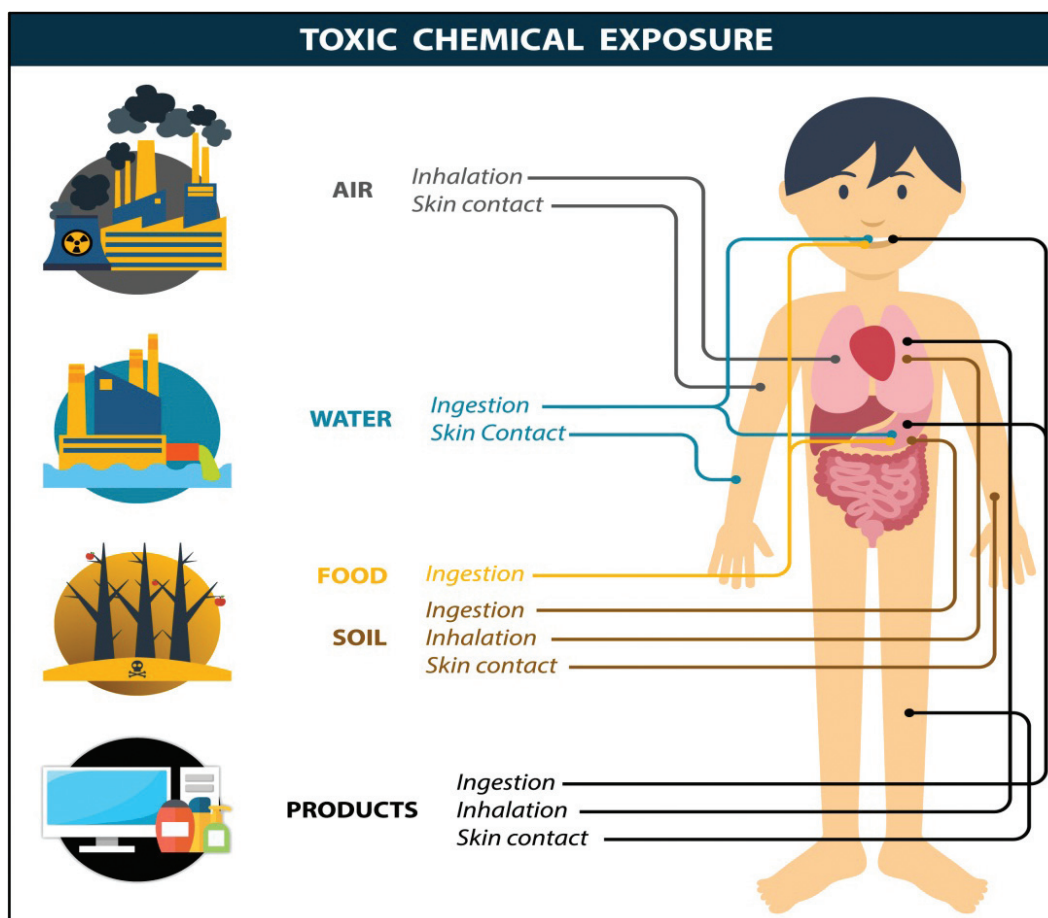 TOXIC CHEMICAL EXPOSURE
AIR
Inhalation
Skin contact
WATER
Ingestion
Skin Contact
FOOD
Ingestion
SOIL
Ingestion
Inhalation
Skin contact
PRODUCTS
Ingestion
Inhalation
Skin contact